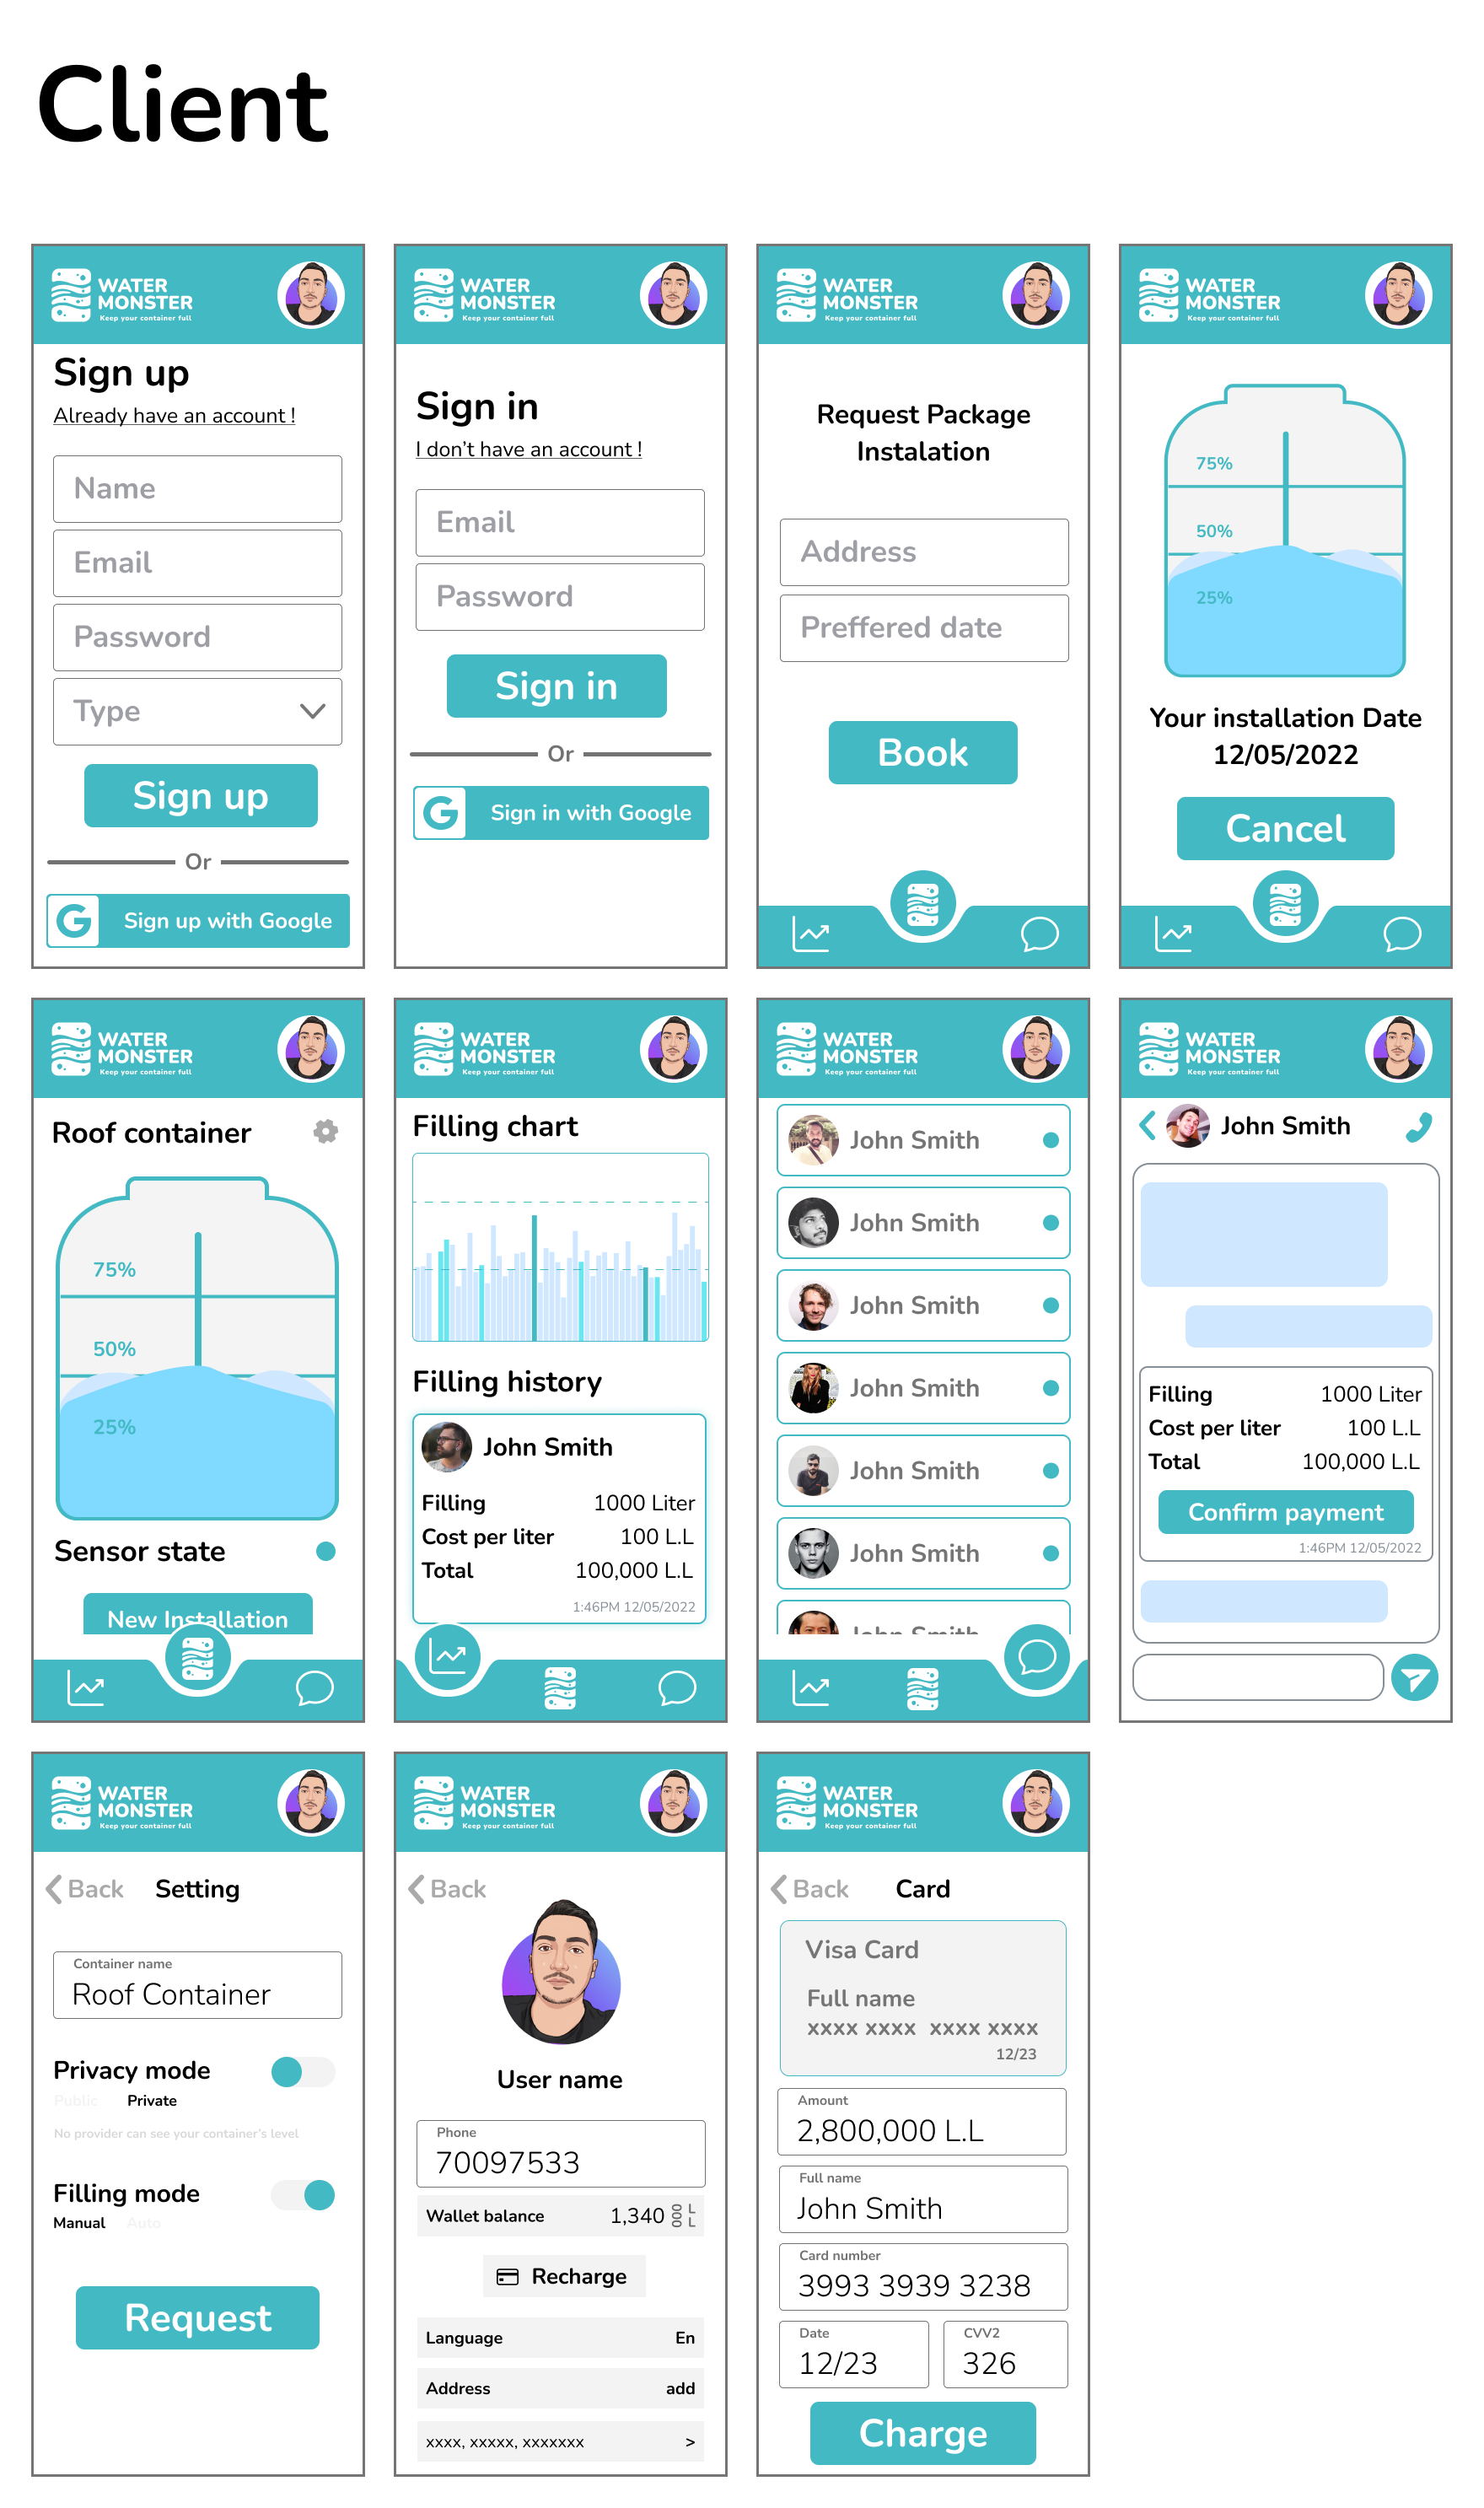 Client
WATER
MONSTER
Keep your container full
Sign up
Already have an account !
Name
Email
Password
Type
Sign up
Or
G Sign up with Google
WATER
MONSTER
Keep your container full
Sign in
I don't have an account !
Email
Password
Sign in
Or
G Sign in with Google
WATER
MONSTER
Keep your container full
Request Package
Instalation
Address
Preffered date
Book
WATER
MONSTER
Keep your container full
75%
50%
25%
Your installation Date
12/05/2022
Cancel
WATER
MONSTER
Keep your container full
Roof container
75%
50%
25%
Sensor state
New Installation
WATER
MONSTER
Keep your container full
Filling chart
Filling history
John Smith
Filling 1000 Liter
Cost per liter 100 L.L
Total 100,000 L.L
1:46PM 12/05/2022
WATER
MONSTER
Keep your container full
John Smith
John Smith
John Smith
John Smith
John Smith
John Smith
John Smith
WATER
MONSTER
Keep your container full
John Smith
Filling 1000 Liter
Cost per liter 100 L.L
Total 100,000 L.L
Confirm payment
1:46PM 12/05/2022
WATER
MONSTER
Keep your container full
Back Setting
Container name
Roof Container
Privacy mode
Public Private
No provider can see your container's level
Filling mode
Manual Auto
Request
WATER
MONSTER
Keep your container full
Back
User name
Phone
70097533
Wallet balance 1,340 000 LL
Recharge
Language En
Address add
xxxx, xxxxx, xxxxxxx >
WATER
MONSTER
Keep your container full
Back Card
Visa Card
Full name
xxxx xxxx xxxx xxxx
12/23
Amount
2,800,000 L.L
Full name
John Smith
Card number
3993 3939 3238
Date CVV2
12/23 326
Charge